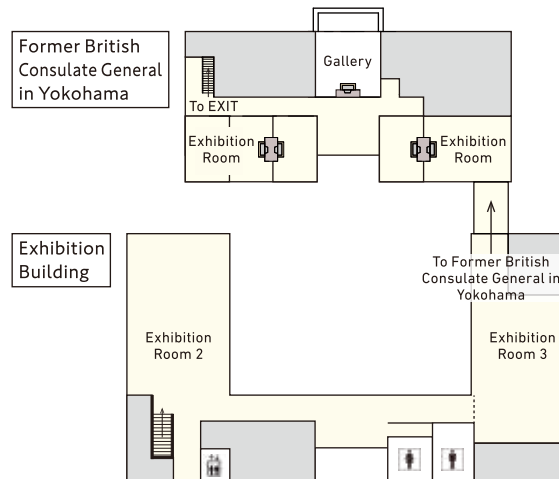 Former British
Consulate General
in Yokohama
Gallery
To EXIT
Exhibition
Room
Exhibition
Room
Exhibition
Building
To Former British
Consulate General in
Yokohama
Exhibition
Room 2
Exhibition
Room 3